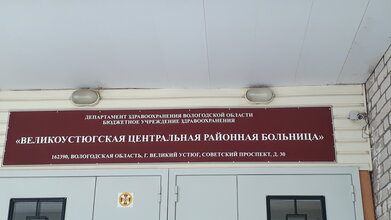 ДЕПАРТАМЕНТ ЗДРАВООХРАНЕНИЯ ВОЛОГОДСКОЙ ОБЛАСТИ
БЮДЖЕТНОЕ УЧРЕЖДЕНИЕ ЗДРАВООХРАНЕНИЯ
«ВЕЛИКОУСТЮГСКАЯ ЦЕНТРАЛЬНАЯ РАЙОННАЯ БОЛЬНИЦА»
162390, ВОЛОГОДСКАЯ ОБЛАСТЬ, Г. ВЕЛИКИЙ УСТЮГ, СОВЕТСКИЙ ПРОСПЕКТ, Д. 30